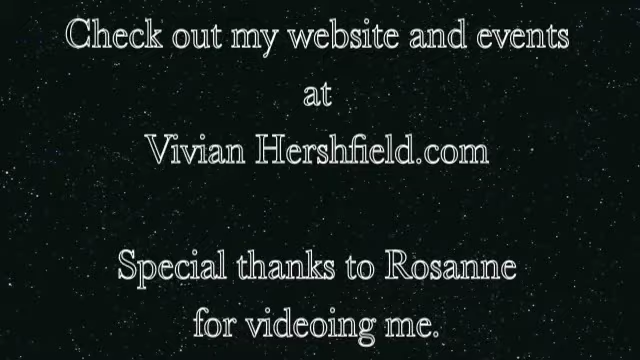 Check out my website and events
at
Vivian Hershfield.com
Special thanks to Rosanne
for videoing me.